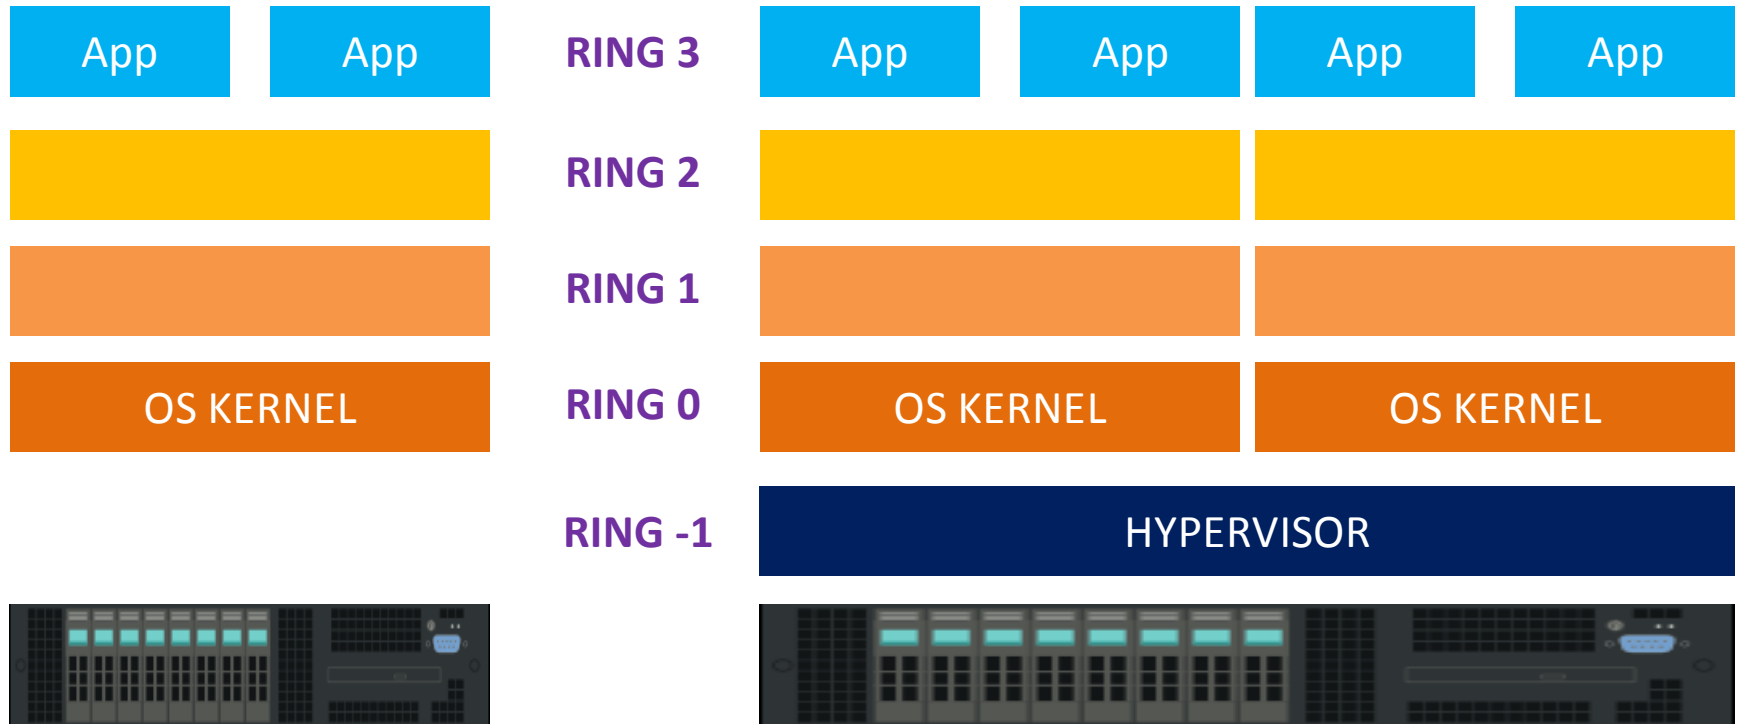 App App RING 3 App App App App
RING 2
RING 1
OS KERNEL RING 0 OS KERNEL OS KERNEL
RING -1 HYPERVISOR